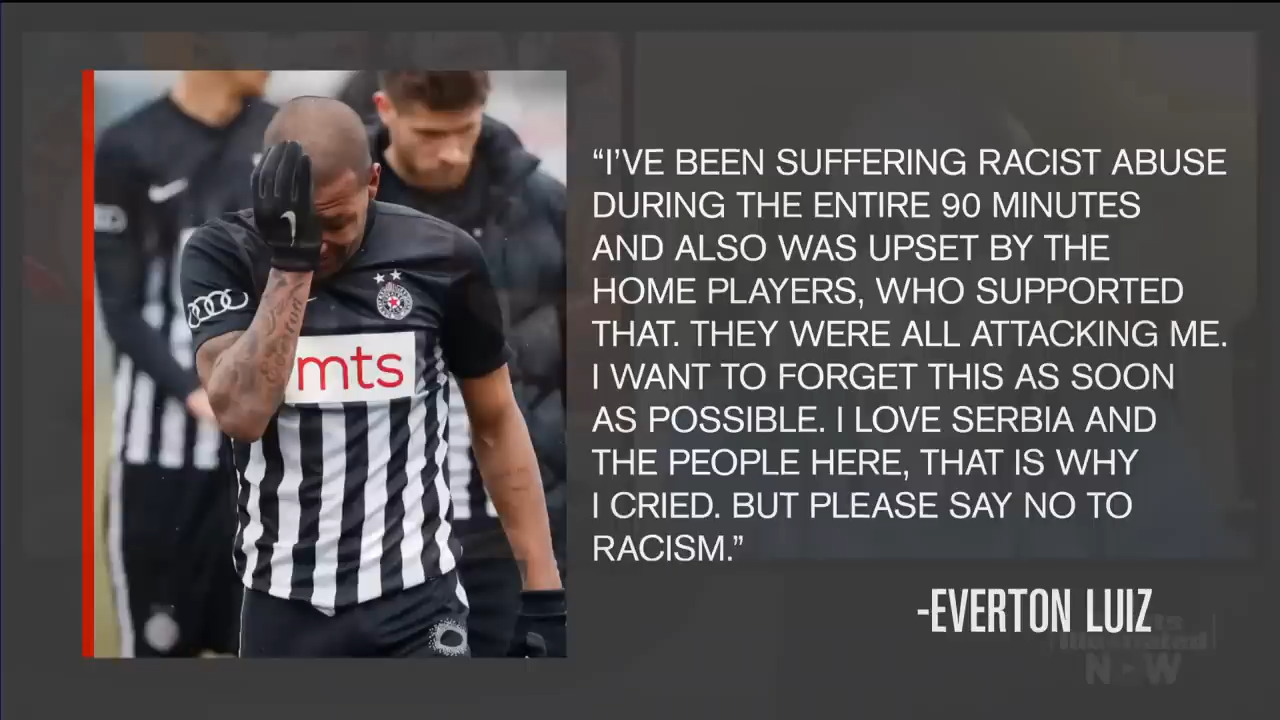 “I’VE BEEN SUFFERING RACIST ABUSE
DURING THE ENTIRE 90 MINUTES
AND ALSO WAS UPSET BY THE
HOME PLAYERS, WHO SUPPORTED
THAT. THEY WERE ALL ATTACKING ME.
I WANT TO FORGET THIS AS SOON
AS POSSIBLE. I LOVE SERBIA AND
THE PEOPLE HERE, THAT IS WHY
I CRIED. BUT PLEASE SAY NO TO
RACISM.”
-EVERTON LUIZ
mts
NOW